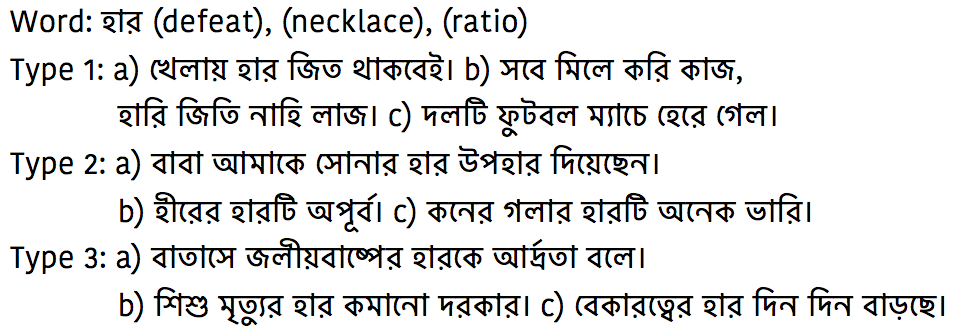 Word: হার (defeat), (necklace), (ratio)
Type 1: a) খেলায় হার জিত থাকবেই। b) সবে মিলে করি কাজ,
হারি জিতি নাহি লাজ। c) দলটি ফুটবল ম্যাচে হেরে গেল।
Type 2: a) বাবা আমাকে সোনার হার উপহার দিয়েছেন।
b) হীরের হারটি অপূর্ব। c) কনের গলার হারটি অনেক ভারি।
Type 3: a) বাতাসে জলীয়বাষ্পের হারকে আর্দ্রতা বলে।
b) শিশু মৃত্যুর হার কমানো দরকার। c) বেকারত্বের হার দিন দিন বাড়ছে।